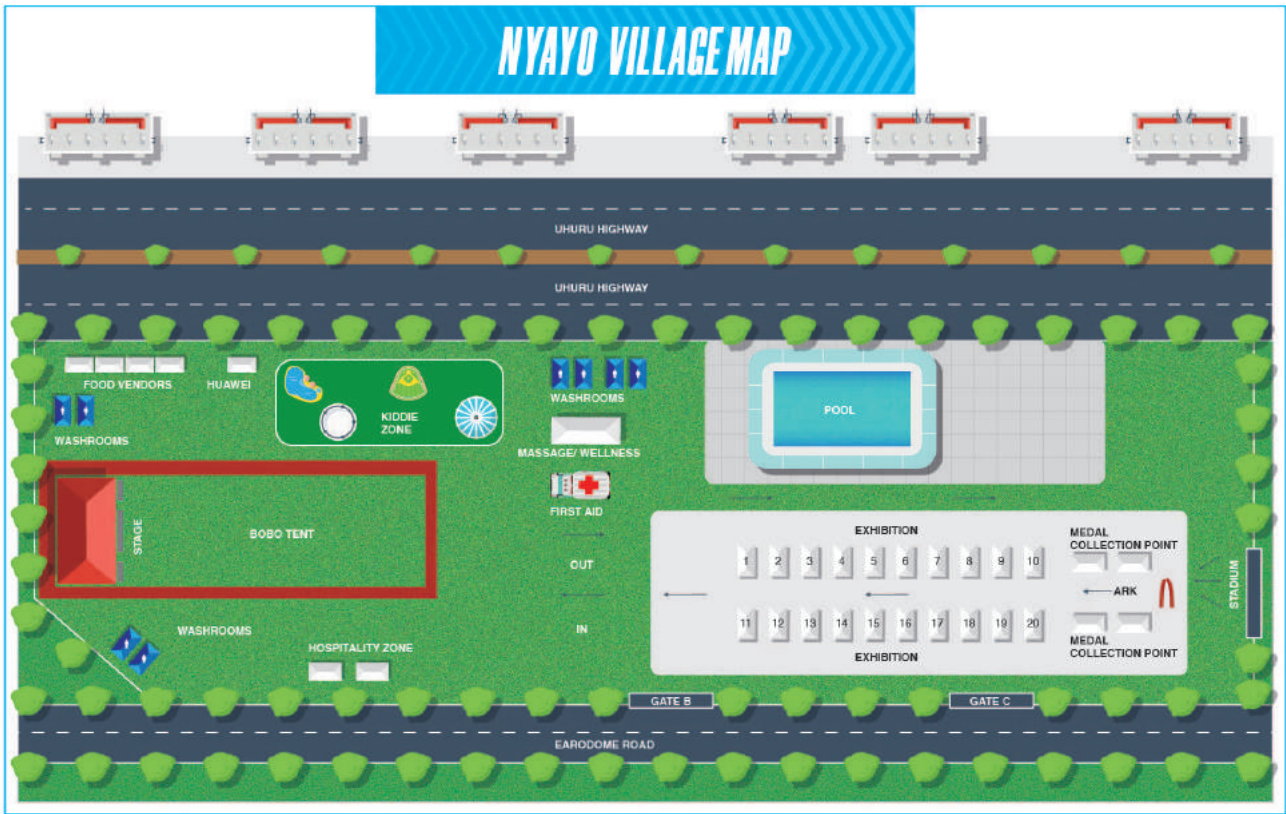 NYAYO VILLAGE MAP
UHURU HIGHWAY
UHURU HIGHWAY
FOOD VENDORS
HUAWEI
WASHROOMS
KIDDIE
ZONE
WASHROOMS
MASSAGE/ WELLNESS
FIRST AID
POOL
STAGE
BOBO TENT
OUT
IN
WASHROOMS
HOSPITALITY ZONE
EXHIBITION
1 2 3 4 5 6 7 8 9 10
11 12 13 14 15 16 17 18 19 20
EXHIBITION
MEDAL
COLLECTION POINT
ARK
MEDAL
COLLECTION POINT
STADIUM
GATE B
GATE C
EARODOME ROAD